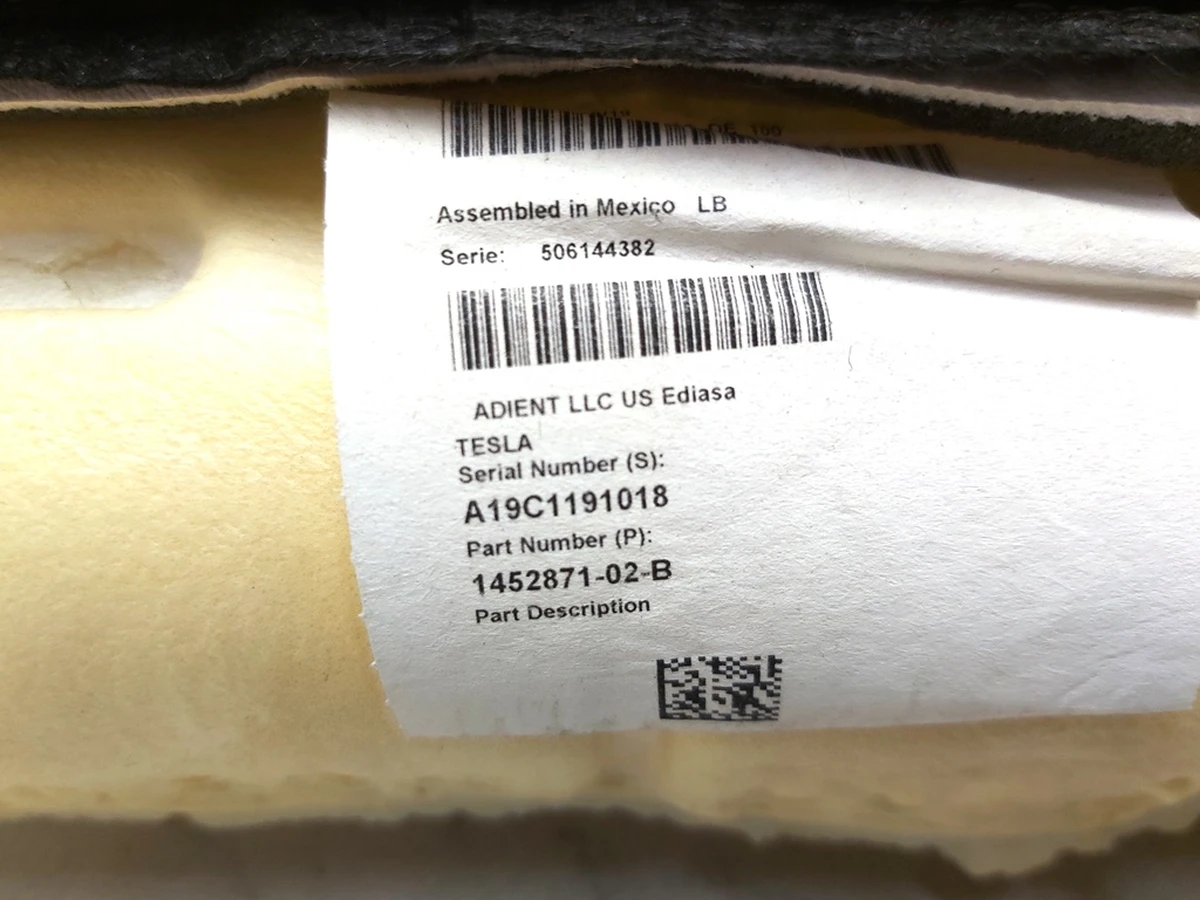 Assembled in Mexico LB
Serie: 506144382
ADIENT LLC US Ediasa
TESLA
Serial Number (S):
A19C1191018
Part Number (P):
1452871-02-B
Part Description